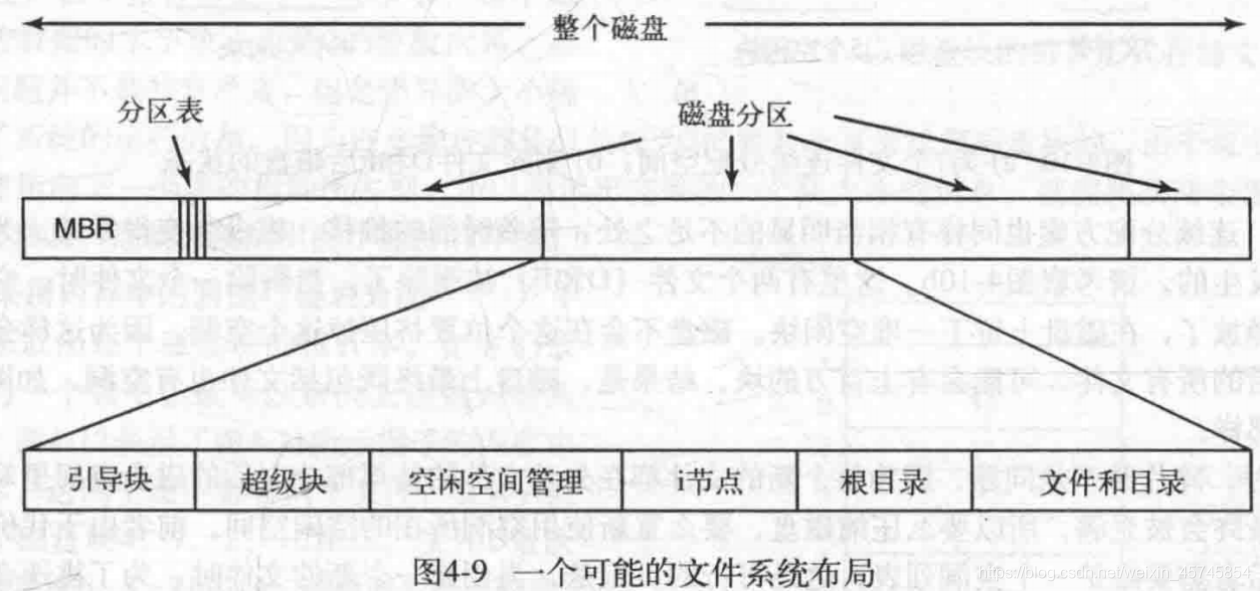 整个磁盘
分区表
磁盘分区
MBR
引导块 超级块 空闲空间管理 i节点 根目录 文件和目录
图4-9 一个可能的文件系统布局
https://blog.csdn.net/weixin_45745854